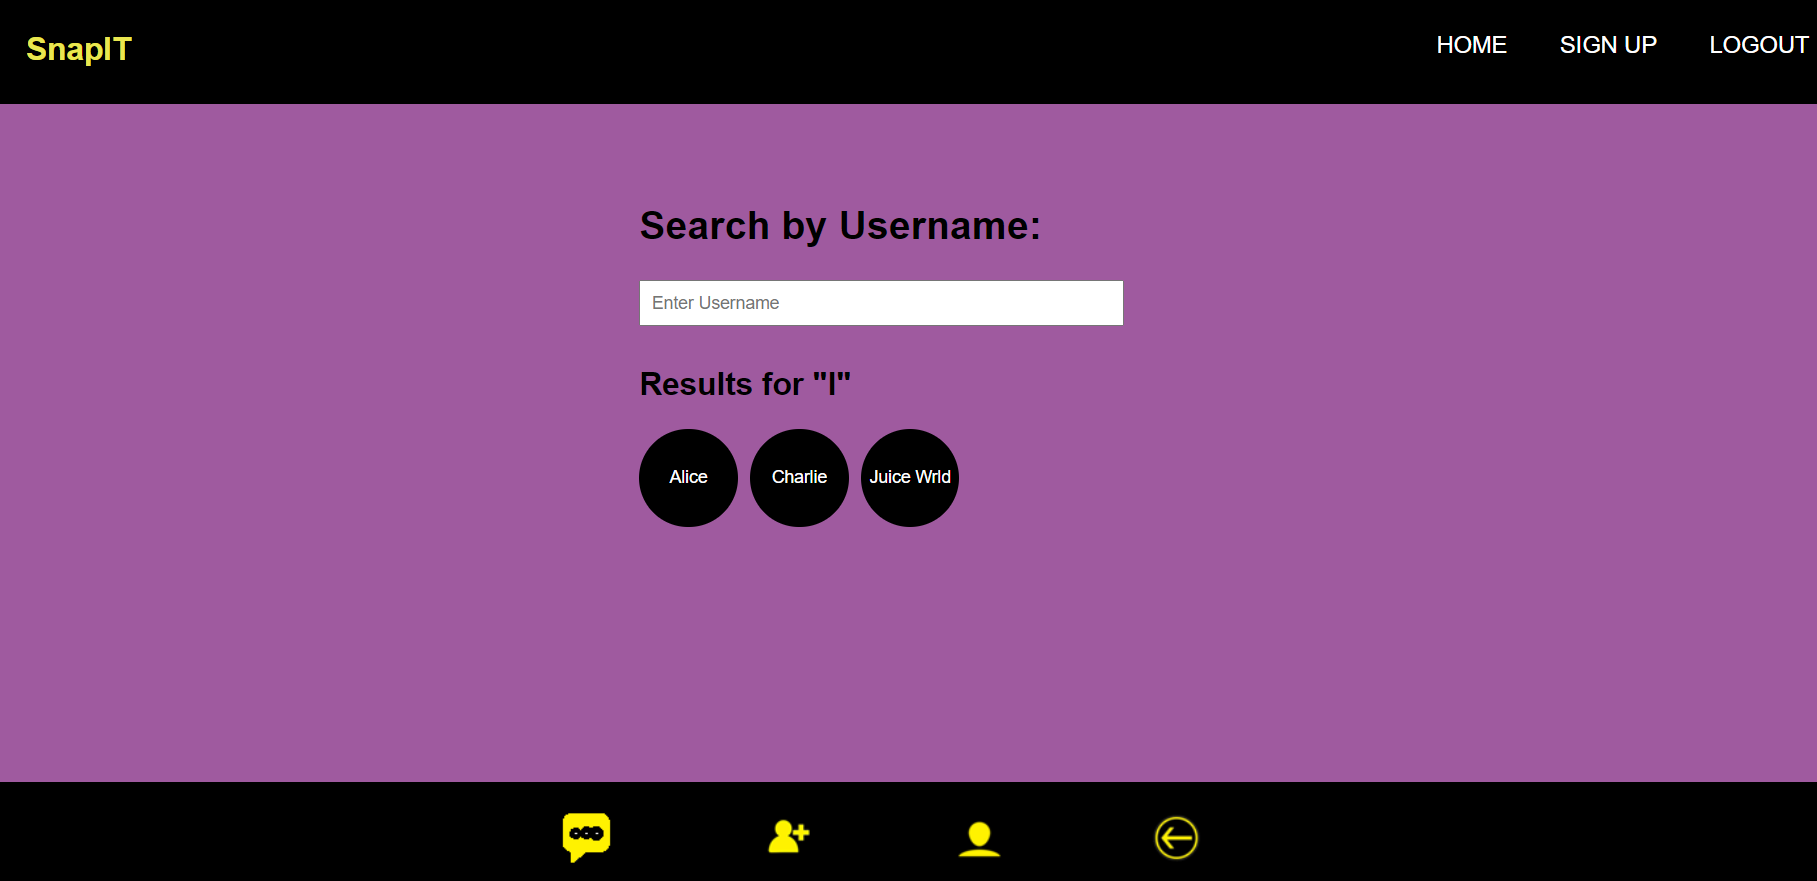 SnapIT
HOME SIGN UP LOGOUT
Search by Username:
Enter Username
Results for "l"
Alice Charlie Juice Wrld